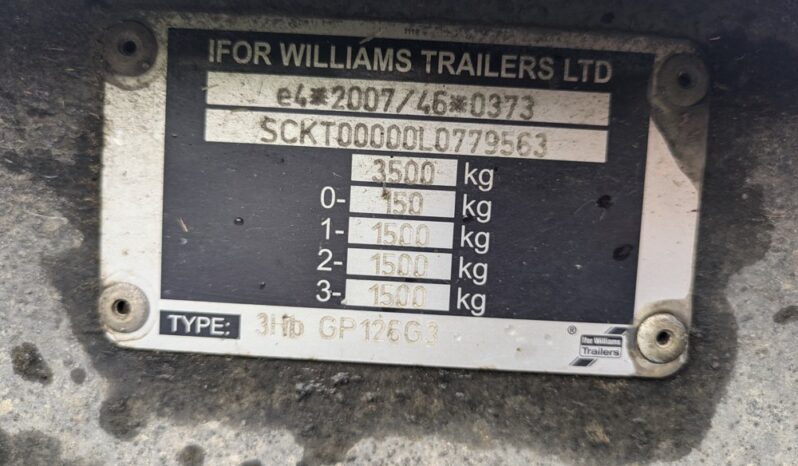 IFOR WILLIAMS TRAILERS LTD
e4*2007/46*0373
SCKT00000L0779563
3500 kg
0- 150 kg
1- 1500 kg
2- 1500 kg
3- 1500 kg
TYPE: 3Hb GP126G3
® Ifor Williams
Trailers